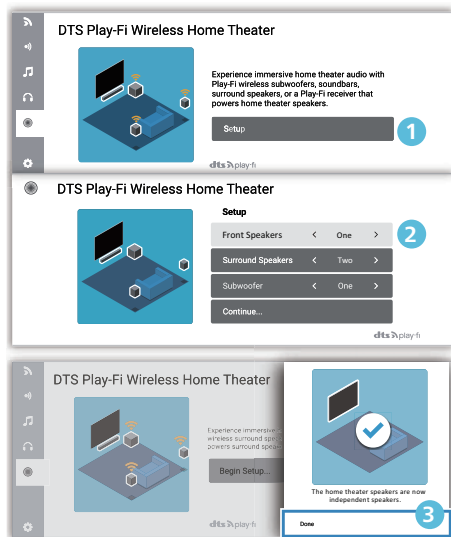 DTS Play-Fi Wireless Home Theater
Experience immersive home theater audio with
Play-Fi wireless subwoofers, soundbars,
surround speakers, or a Play-Fi receiver that
powers home theater speakers.
Setup
1
dts play-fi
DTS Play-Fi Wireless Home Theater
Setup
Front Speakers < One >
2
Surround Speakers < Two >
Subwoofer < One >
Continue...
dts play-fi
DTS Play-Fi Wireless Home Theater
Experience immersive
wireless surround
powers surround
Begin Setup...
dts play-fi
The home theater speakers are now
independent speakers.
Done
3